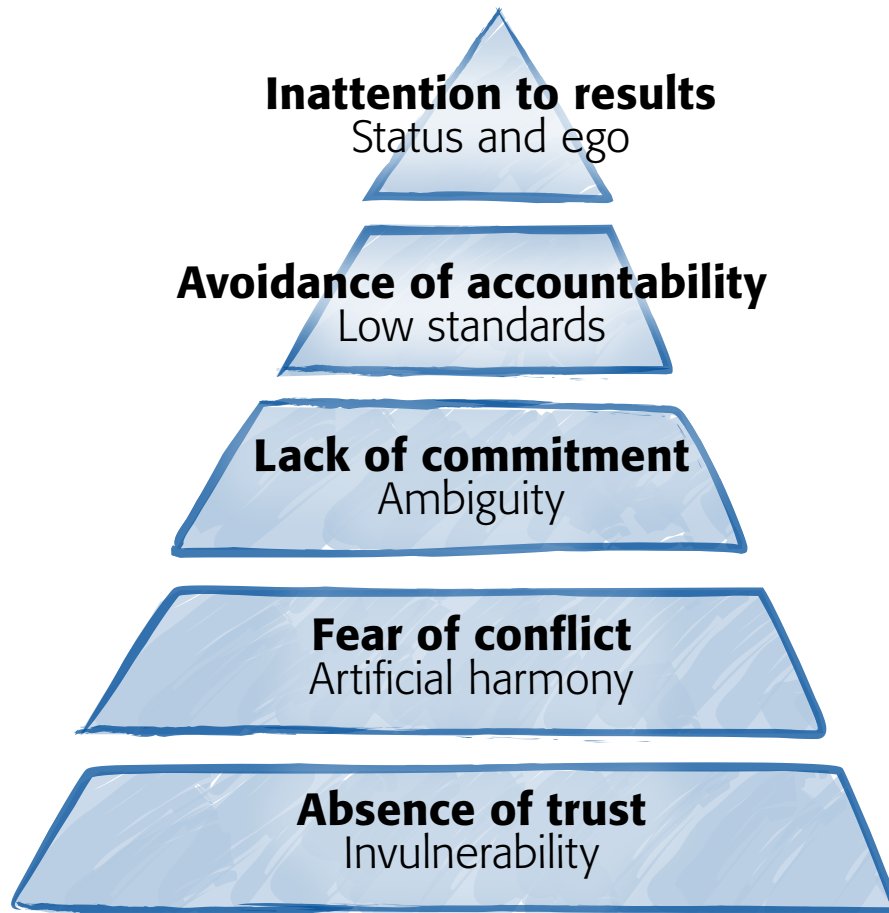 Inattention to results
Status and ego
Avoidance of accountability
Low standards
Lack of commitment
Ambiguity
Fear of conflict
Artificial harmony
Absence of trust
Invulnerability